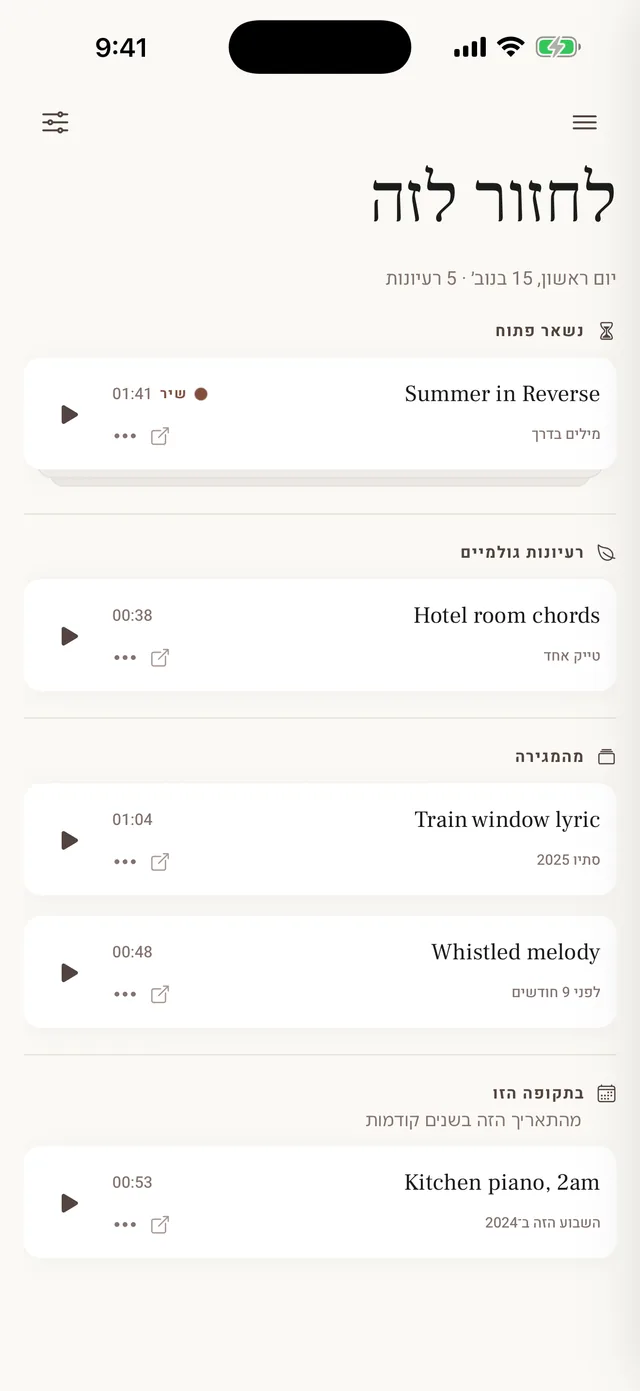 9:41
לחזור לזה
יום ראשון, 15 בנוב׳ · 5 רעיונות
נשאר פתוח
Summer in Reverse
שיר 01:41
מילים בדרך
רעיונות גולמיים
Hotel room chords
00:38
טייק אחד
מהמגירה
Train window lyric
01:04
סתיו 2025
Whistled melody
00:48
לפני 9 חודשים
בתקופה הזו
מהתאריך הזה בשנים קודמות
Kitchen piano, 2am
00:53
השבוע הזה ב־2024